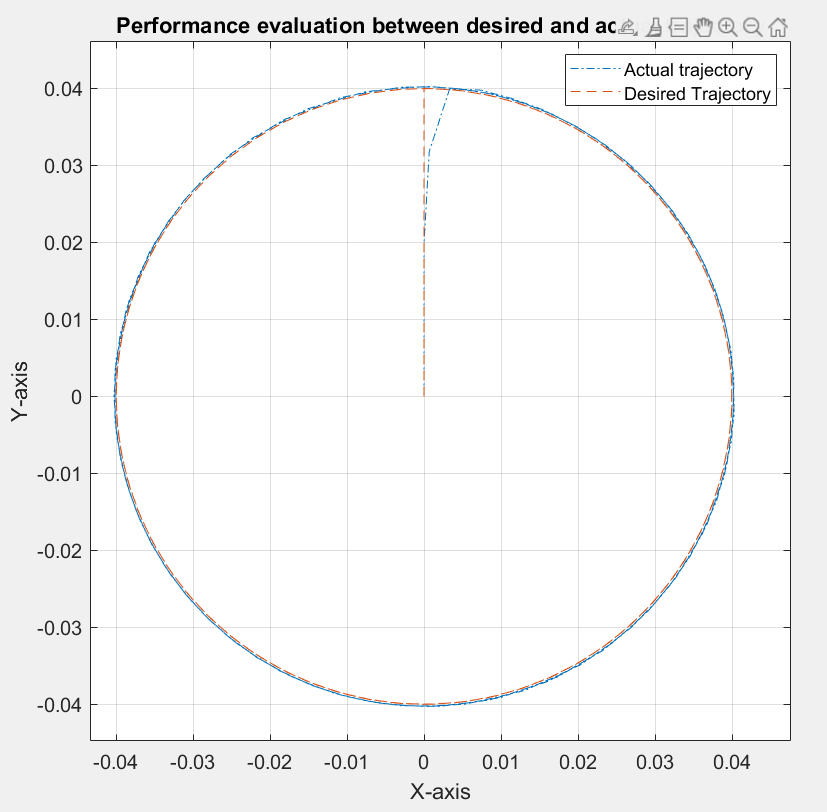 Performance evaluation between desired and
Actual trajectory
Desired Trajectory
0.04
0.03
0.02
0.01
0
-0.01
-0.02
-0.03
-0.04
Y-axis
-0.04 -0.03 -0.02 -0.01 0 0.01 0.02 0.03 0.04
X-axis